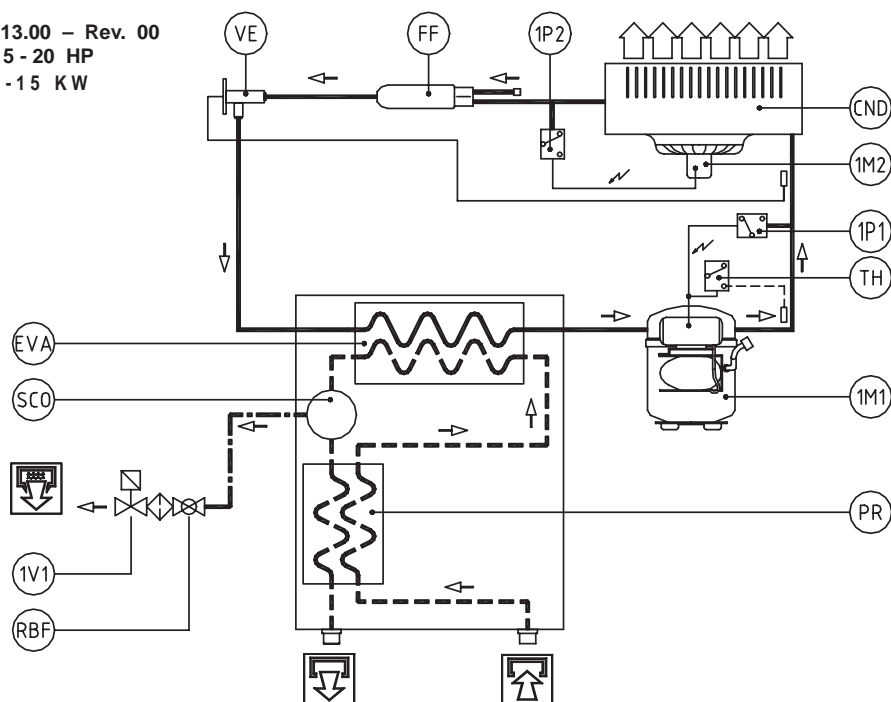 13.00 – Rev. 00
5 - 20 HP
- 15 KW
VE
FF
1P2
CND
1M2
1P1
TH
EVA
SCO
1M1
PR
1V1
RBF